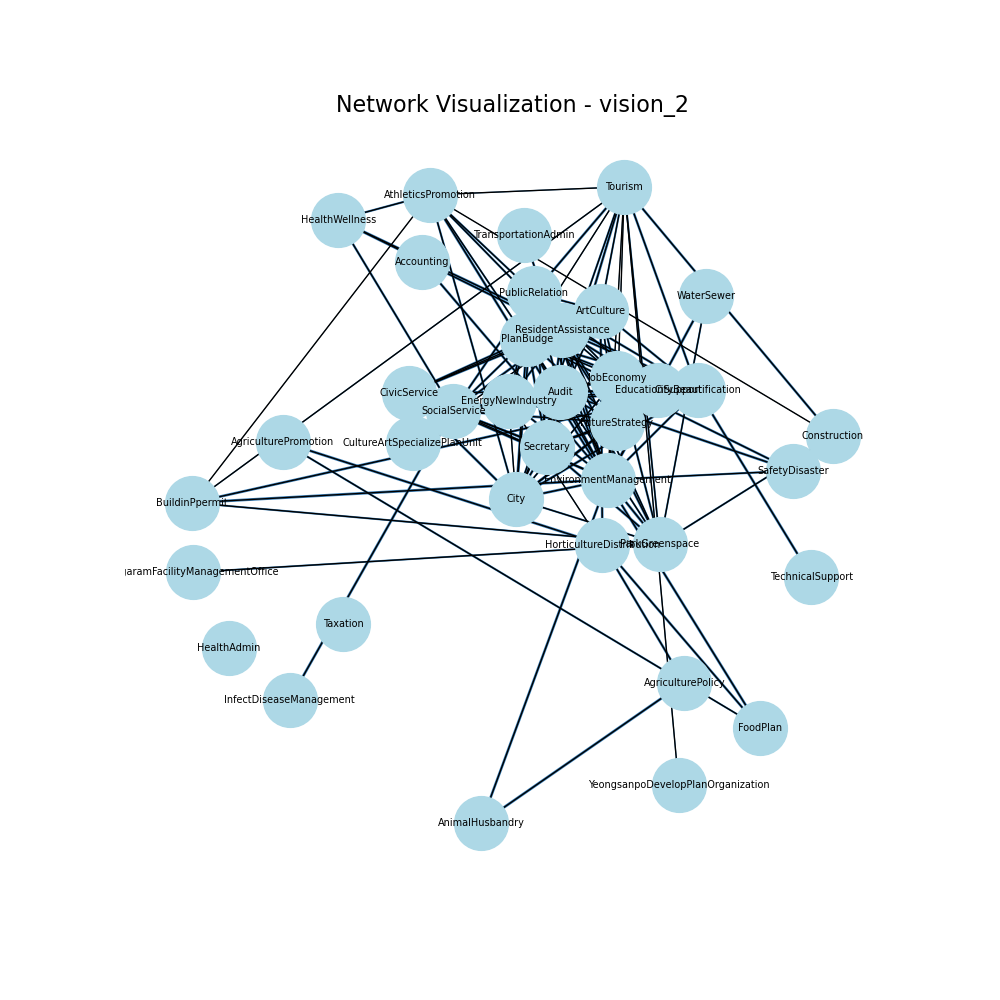 Network Visualization - vision_2
Tourism
AthleticsPromotion
HealthWellness
TransportationAdmin
Accounting
PublicRelation
WaterSewer
ArtCulture
ResidentAssistance
PlanBudge
JobEconomy
CivicService
Audit
EducationSupport
CityBeautification
EnergyNewIndustry
SocialService
FutureStrategy
Construction
AgriculturePromotion
CultureArtSpecializePlanUnit
Secretary
SafetyDisaster
EnvironmentManagement
BuildinPpermit
City
HorticultureDistribution
ParkGreenspace
aramFacilityManagementOffice
TechnicalSupport
Taxation
HealthAdmin
AgriculturePolicy
InfectDiseaseManagement
FoodPlan
YeongsanpoDevelopPlanOrganization
AnimalHusbandry